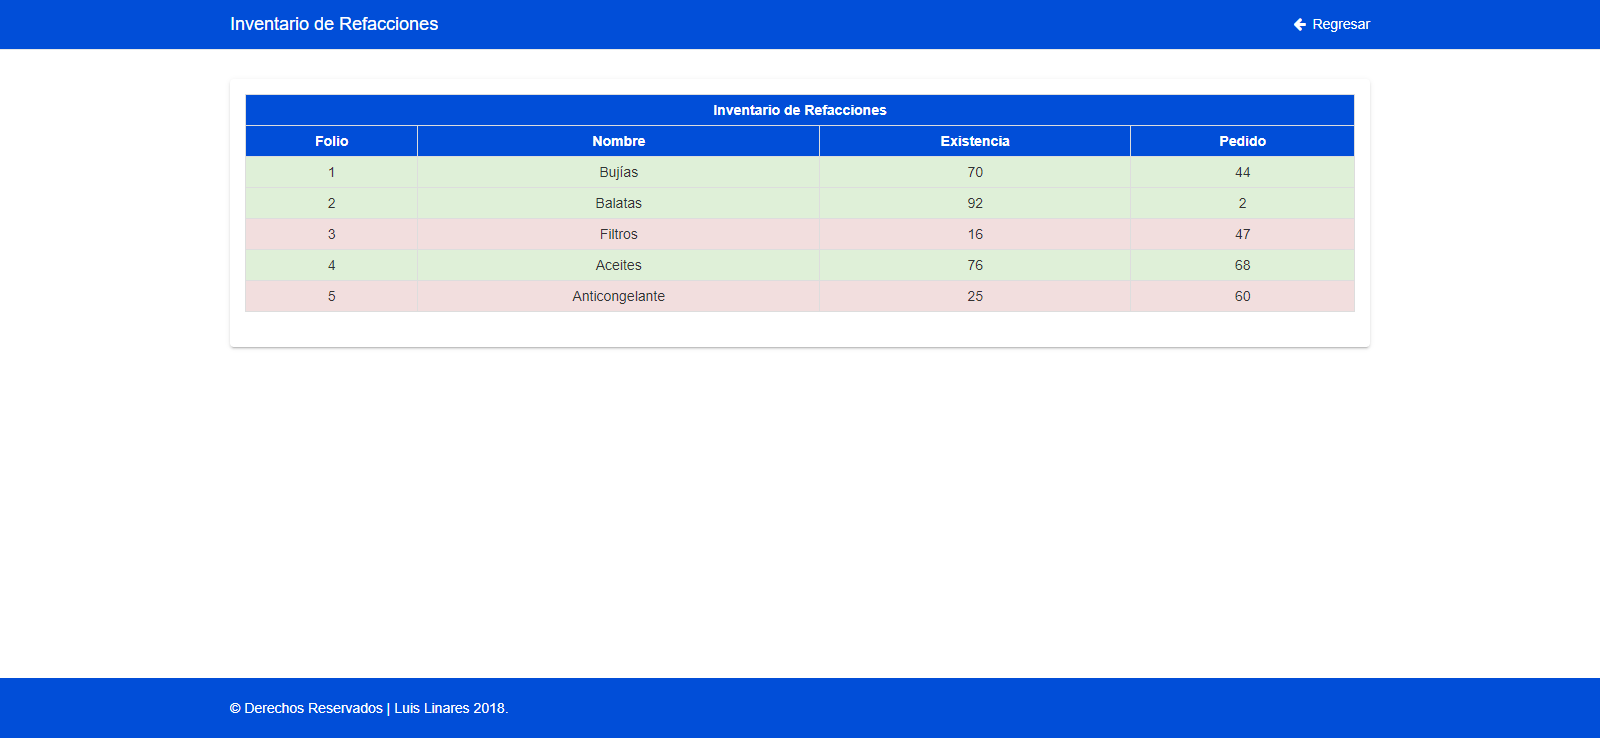 Inventario de Refacciones
Regresar
Inventario de Refacciones
Folio Nombre Existencia Pedido
1 Bujías 70 44
2 Balatas 92 2
3 Filtros 16 47
4 Aceites 76 68
5 Anticongelante 25 60
© Derechos Reservados | Luis Linares 2018.